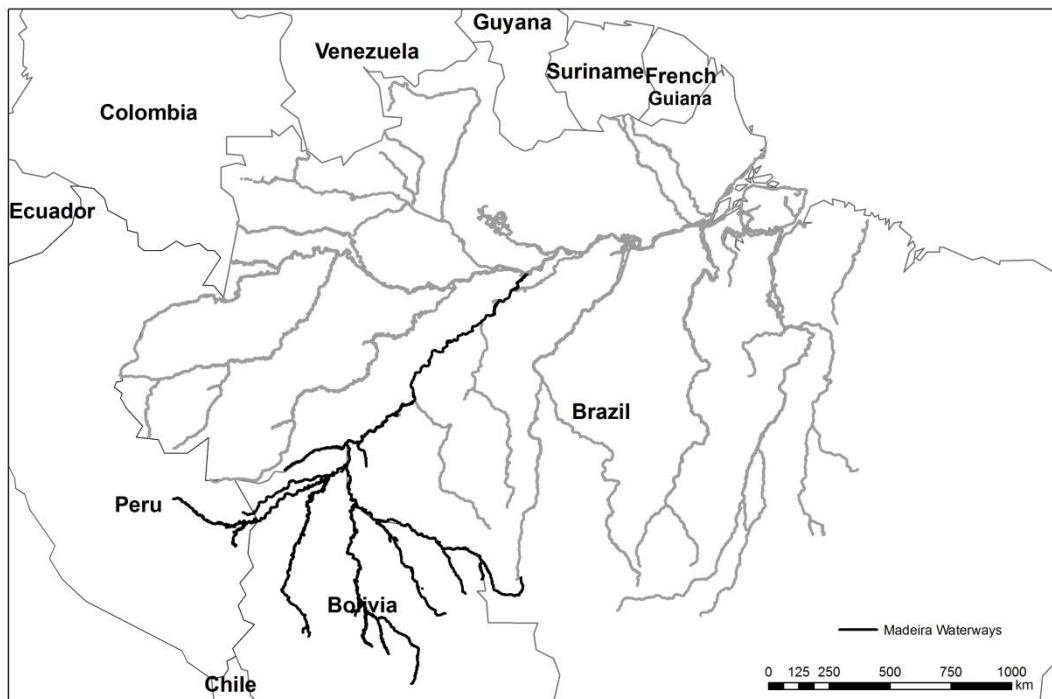 Guyana
Venezuela
Suriname
French
Guiana
Colombia
Ecuador
Brazil
Peru
Bolivia
Madeira Waterways
Chile
0 125 250 500 750 1000
km